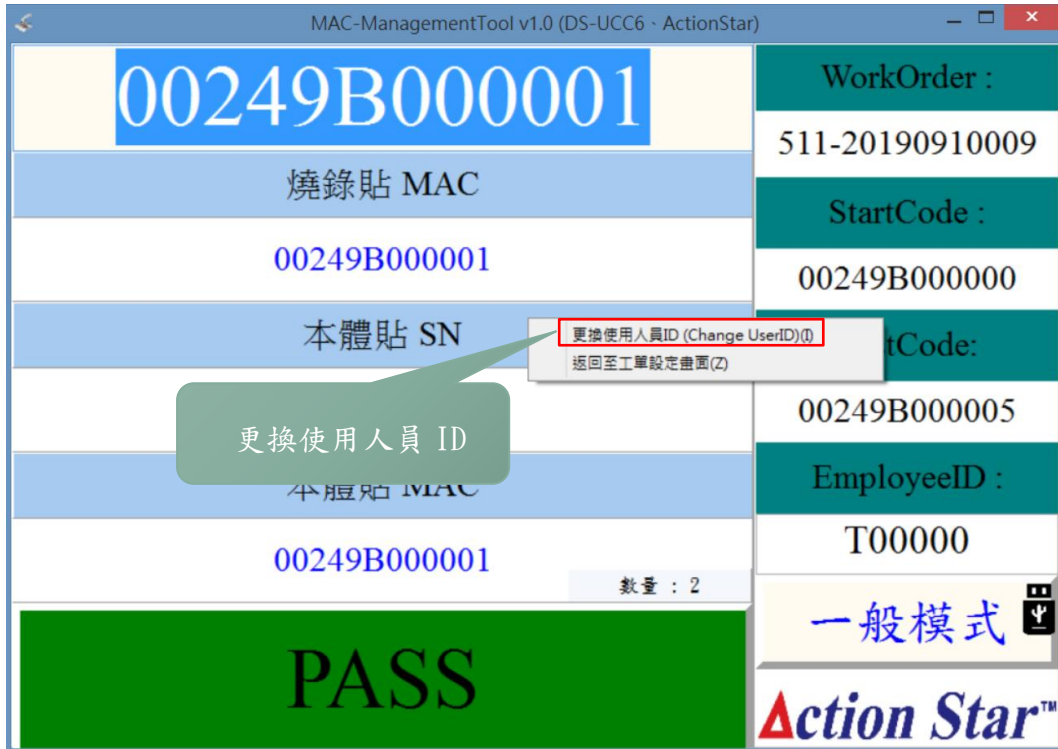 MAC-ManagementTool v1.0 (DS-UCC6、ActionStar)
00249B000001
燒錄貼 MAC
00249B000001
本體貼 SN
更換使用人員ID (Change UserID)(I)
返回至工單設定畫面(Z)
更換使用人員 ID
本體貼 MAC
00249B000001
數量 : 2
PASS
WorkOrder :
511-20190910009
StartCode :
00249B000000
tCode:
00249B000005
EmployeeID :
T00000
一般模式
Action Star™